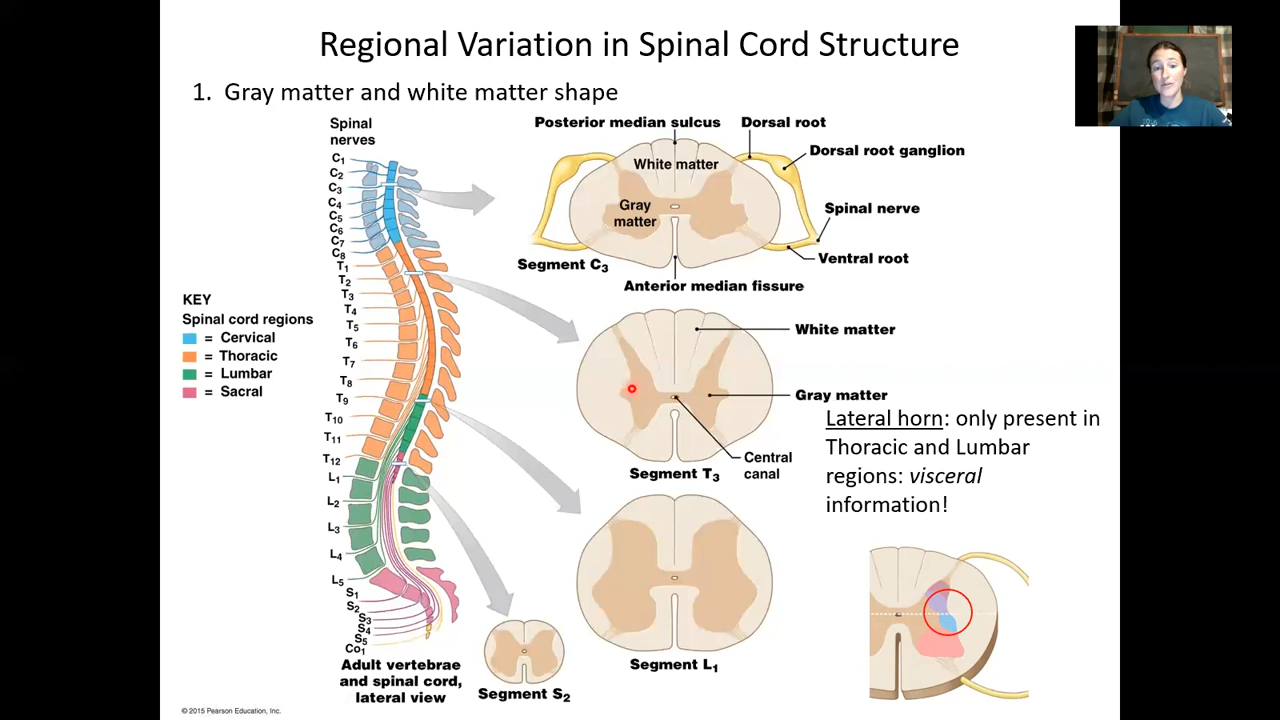 Regional Variation in Spinal Cord Structure
1. Gray matter and white matter shape
Spinal
nerves
C1
C2
C3
C4
C5
C6
C7
C8
T1
T2
T3
T4
T5
T6
T7
T8
T9
T10
T11
T12
L1
L2
L3
L4
L5
S1
S2
S3
S4
S5
Co1
KEY
Spinal cord regions
= Cervical
= Thoracic
= Lumbar
= Sacral
Adult vertebrae
and spinal cord,
lateral view
Posterior median sulcus
Dorsal root
White matter
Dorsal root ganglion
Gray
matter
Spinal nerve
Ventral root
Segment C3
Anterior median fissure
White matter
Gray matter
Central
canal
Segment T3
Lateral horn: only present in
Thoracic and Lumbar
regions: visceral
information!
Segment L1
Segment S2
© 2015 Pearson Education, Inc.